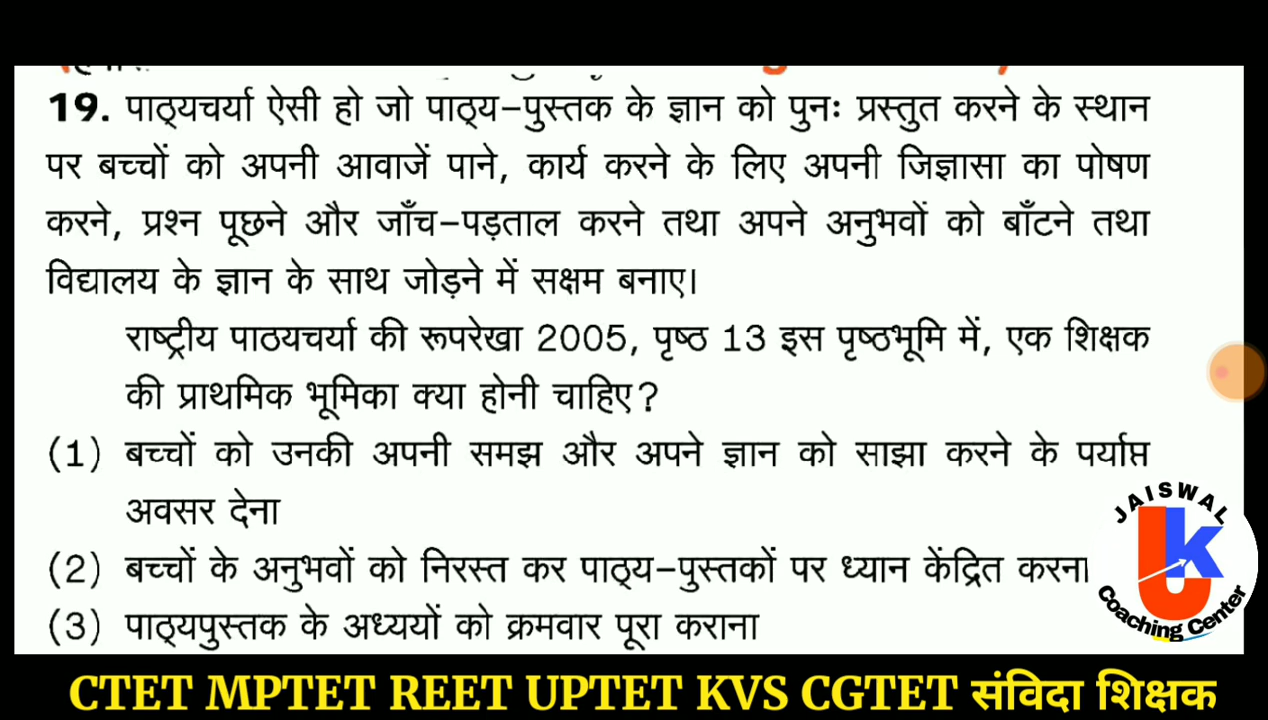 19. पाठ्यचर्या ऐसी हो जो पाठ्य-पुस्तक के ज्ञान को पुनः प्रस्तुत करने के स्थान
पर बच्चों को अपनी आवाजें पाने, कार्य करने के लिए अपनी जिज्ञासा का पोषण
करने, प्रश्न पूछने और जाँच-पड़ताल करने तथा अपने अनुभवों को बाँटने तथा
विद्यालय के ज्ञान के साथ जोड़ने में सक्षम बनाए।
राष्ट्रीय पाठयचर्या की रूपरेखा 2005, पृष्ठ 13 इस पृष्ठभूमि में, एक शिक्षक
की प्राथमिक भूमिका क्या होनी चाहिए?
(1) बच्चों को उनकी अपनी समझ और अपने ज्ञान को साझा करने के पर्याप्त
अवसर देना
(2) बच्चों के अनुभवों को निरस्त कर पाठ्य-पुस्तकों पर ध्यान केंद्रित करना
(3) पाठ्यपुस्तक के अध्ययों को क्रमवार पूरा कराना
JAISWAL
JK
Coaching Center
CTET MPTET REET UPTET KVS CGTET संविदा शिक्षक